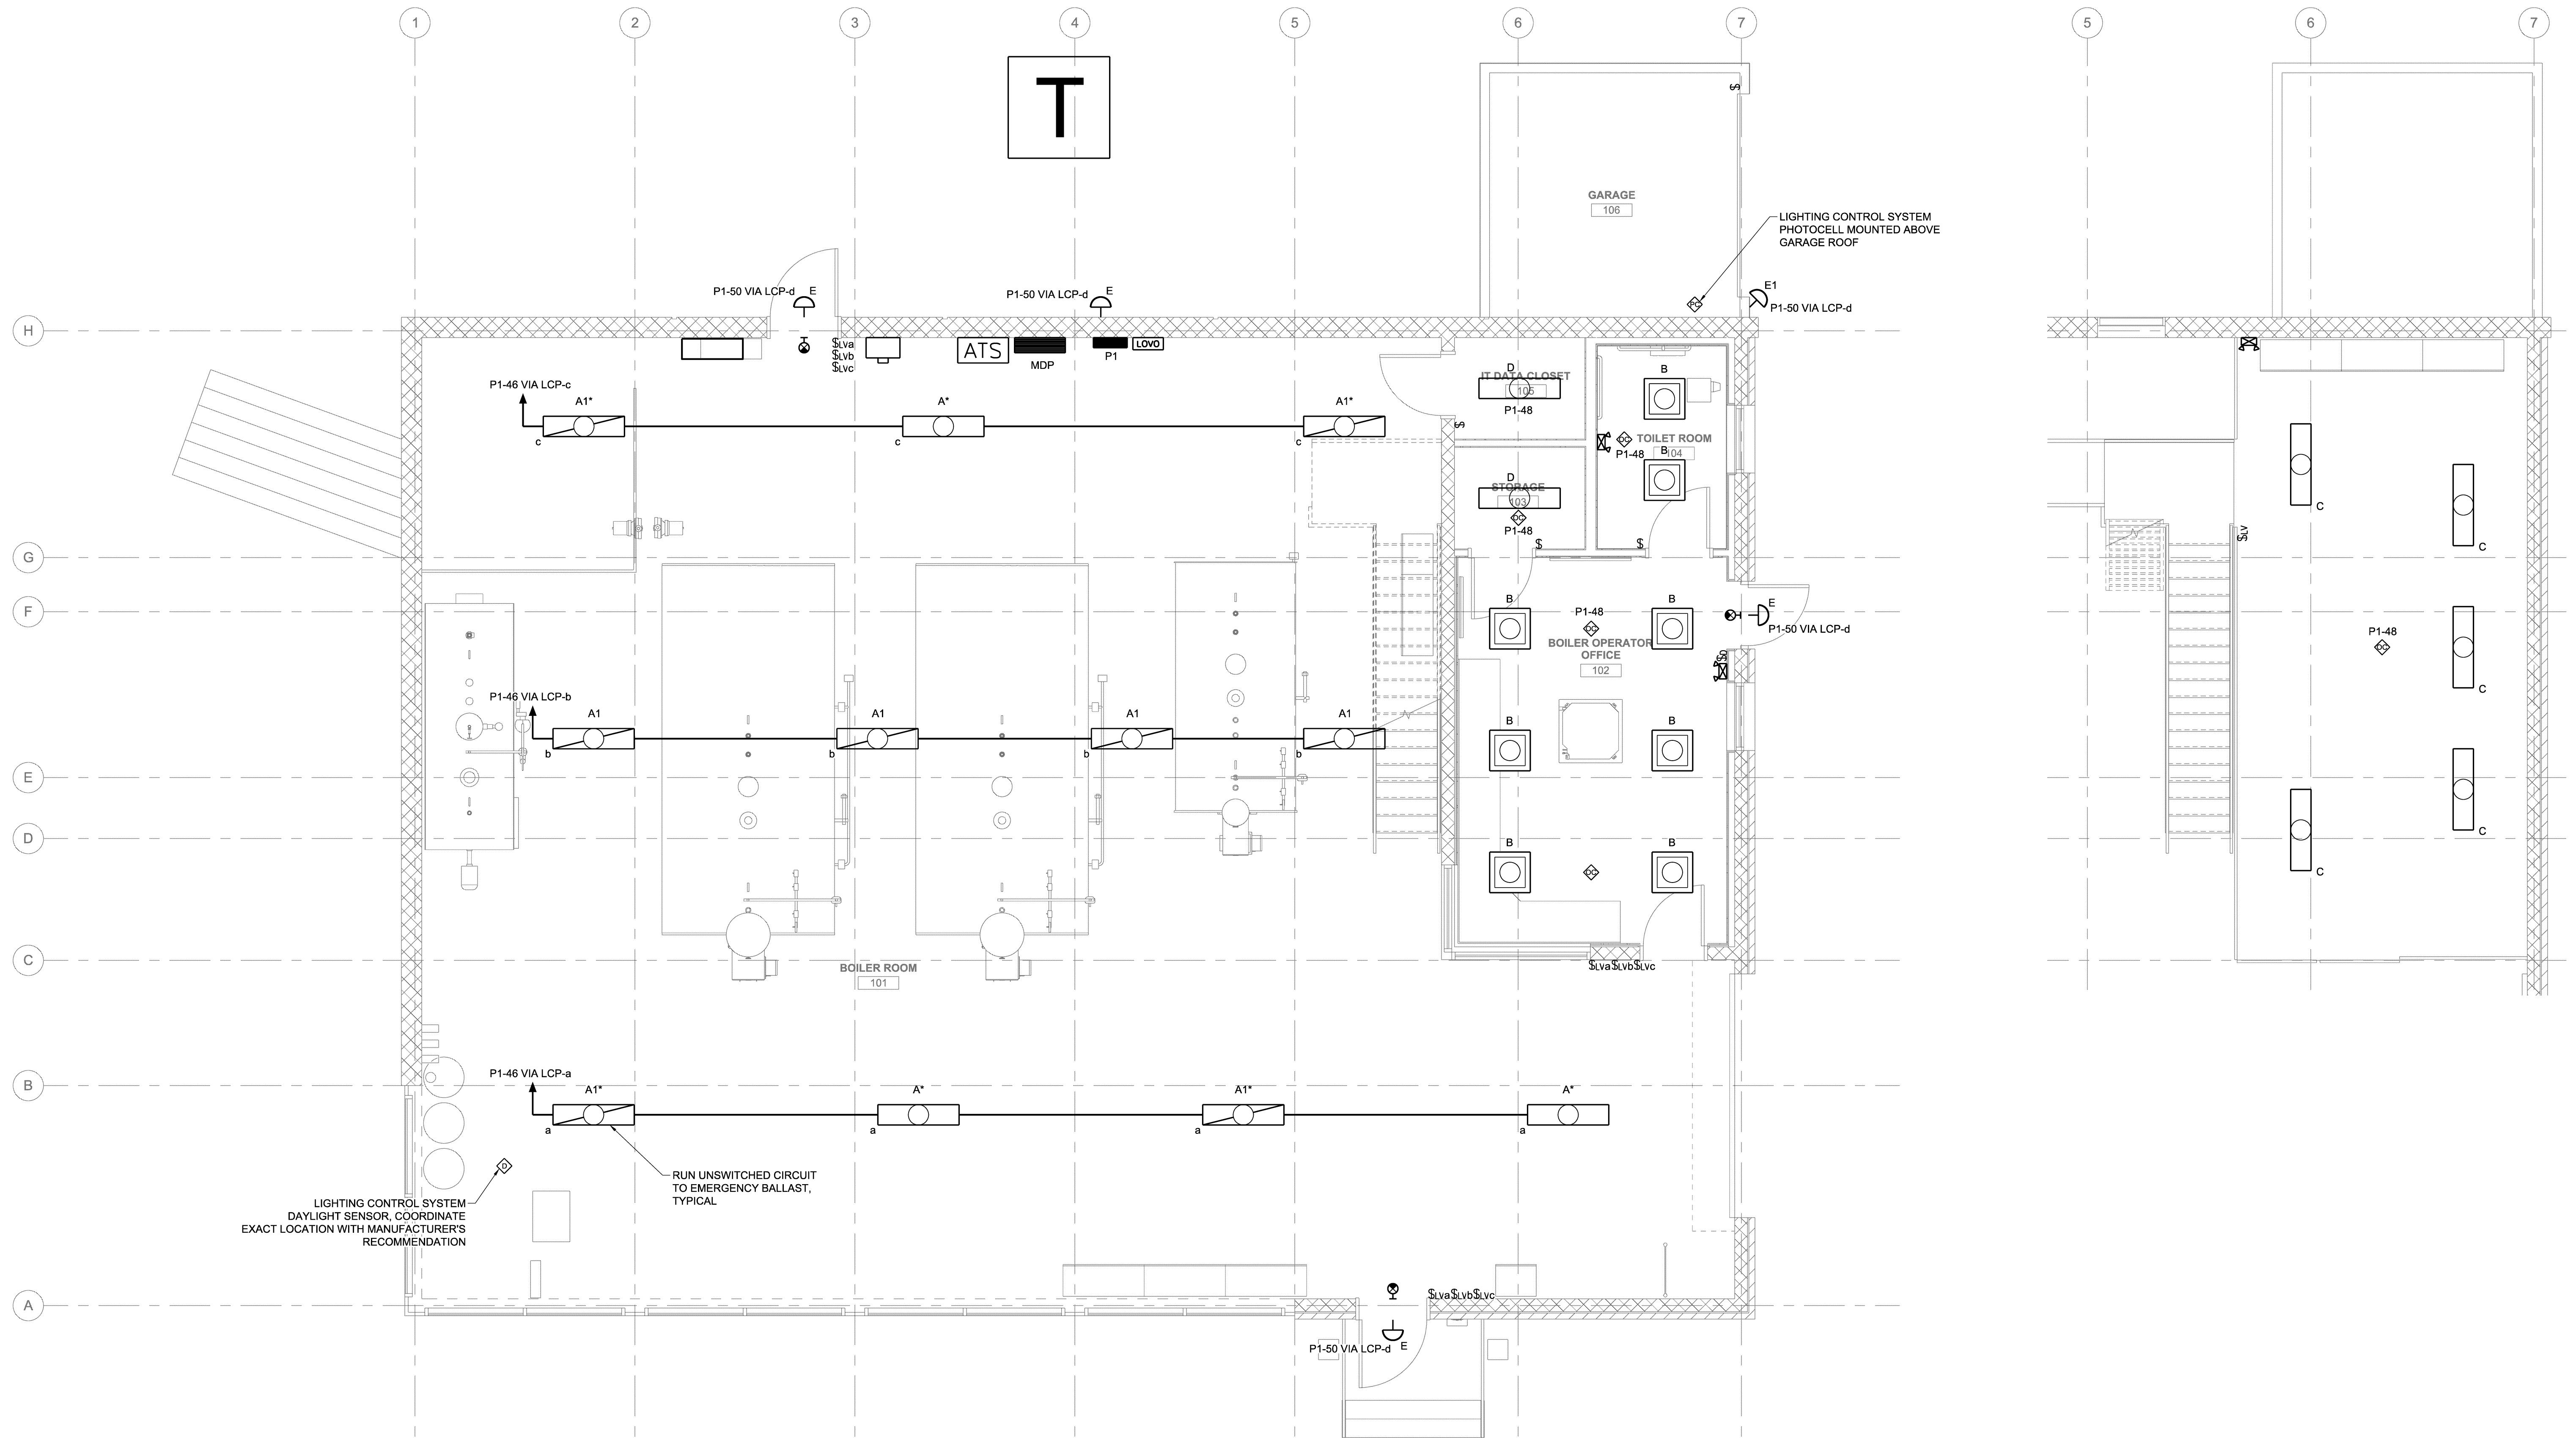 1
2
3
4
5
6
7
5
6
7
T
GARAGE
106
LIGHTING CONTROL SYSTEM
PHOTOCELL MOUNTED ABOVE
GARAGE ROOF
P1-50 VIA LCP-d
E
P1-50 VIA LCP-d
E
PC
E1
P1-50 VIA LCP-d
H
$LVa
$LVb
$LVc
ATS
MDP
P1
LOVO
P1-46 VIA LCP-c
A1*
c
A*
c
A1*
c
D
IT DATA CLOSET
105
P1-48
$
$
B
OC
TOILET ROOM
104
P1-48
B
D
STORAGE
103
OC
P1-48
$
$
C
C
$LV
G
F
B
P1-48
OC
B
E
P1-50 VIA LCP-d
BOILER OPERATOR
OFFICE
102
P1-48
OC
C
P1-46 VIA LCP-b
A1
b
A1
b
A1
b
A1
b
B
B
E
D
B
OC
B
C
C
C
BOILER ROOM
101
$LVa$LVb$LVc
B
P1-46 VIA LCP-a
A1*
a
A*
a
A1*
a
A*
a
D
RUN UNSWITCHED CIRCUIT
TO EMERGENCY BALLAST,
TYPICAL
LIGHTING CONTROL SYSTEM
DAYLIGHT SENSOR, COORDINATE
EXACT LOCATION WITH MANUFACTURER'S
RECOMMENDATION
A
$LVa$LVb$LVc
P1-50 VIA LCP-d
E